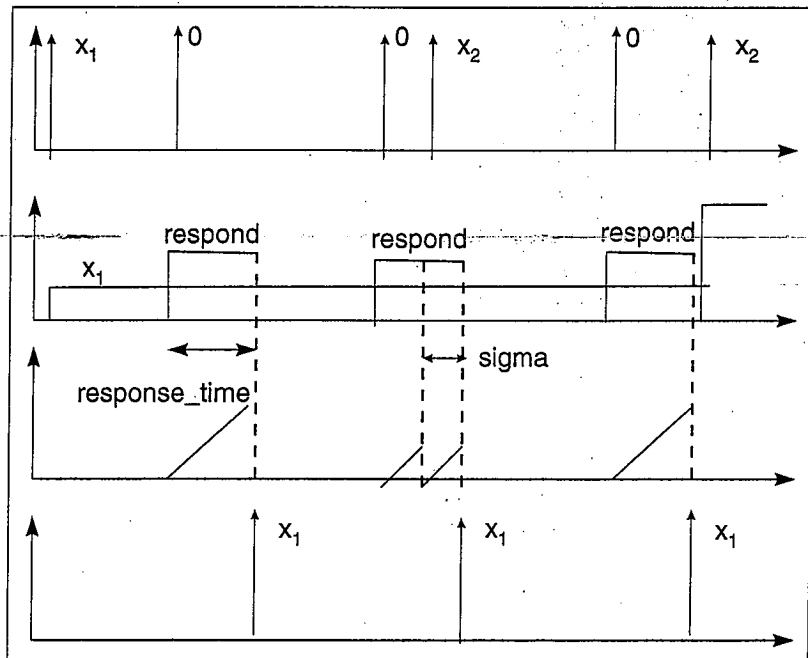 x₁ 0 0 x₂ 0 x₂
respond respond respond
x₁
sigma
response_time
x₁ x₁ x₁